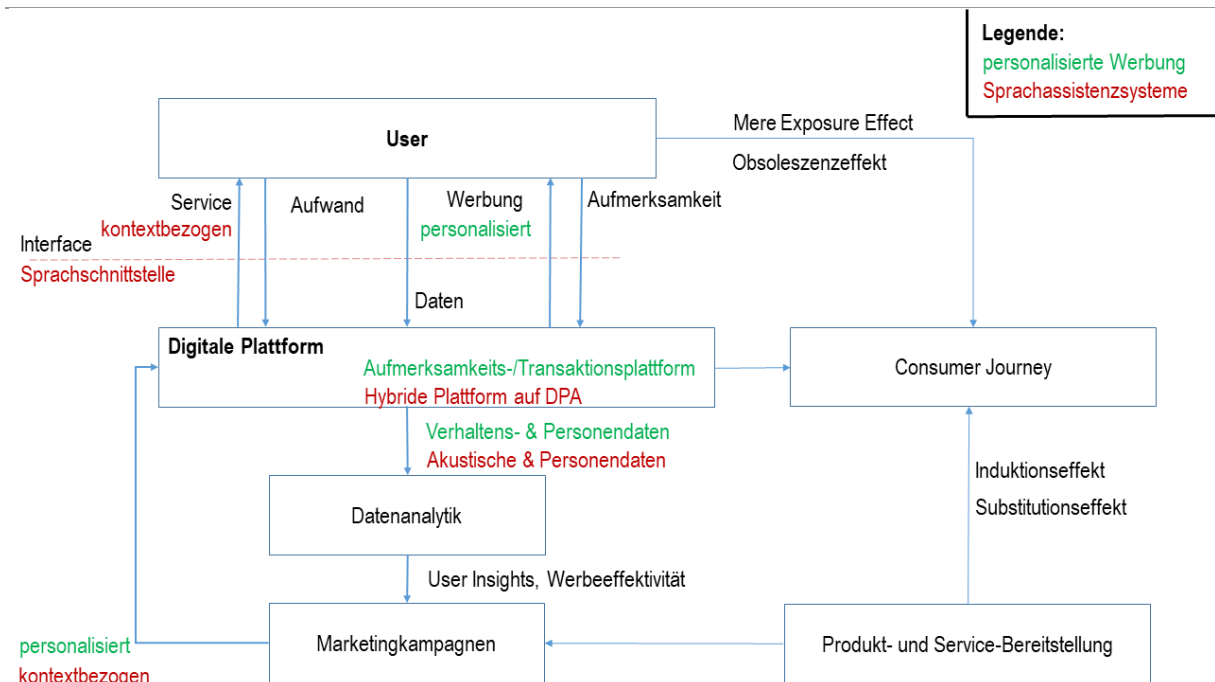 Legende:
personalisierte Werbung
Sprachassistenzsysteme
User
Mere Exposure Effect
Obsoleszenzeffekt
Service
kontextbezogen
Aufwand
Werbung
personalisiert
Aufmerksamkeit
Interface
Sprachschnittstelle
Daten
Digitale Plattform
Aufmerksamkeits-/Transaktionsplattform
Hybride Plattform auf DPA
Consumer Journey
Verhaltens- & Personendaten
Akustische & Personendaten
Induktionseffekt
Substitutionseffekt
Datenanalytik
User Insights, Werbeeffektivität
Marketingkampagnen
Produkt- und Service-Bereitstellung
personalisiert
kontextbezogen